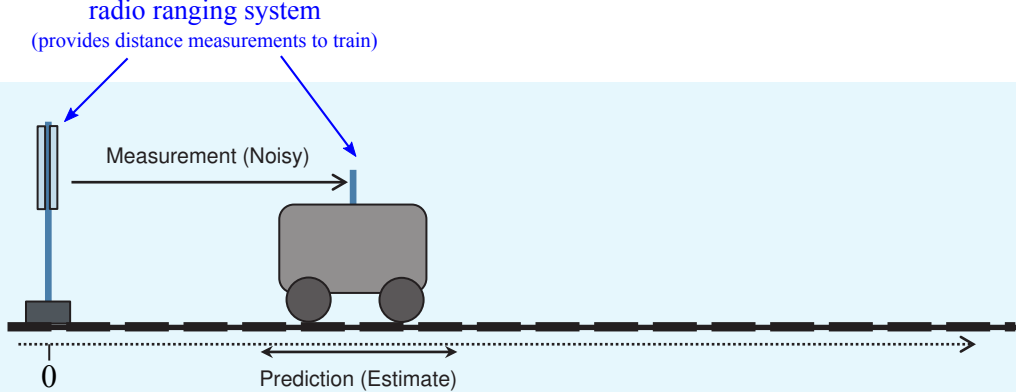 radio ranging system
(provides distance measurements to train)
Measurement (Noisy)
0
Prediction (Estimate)